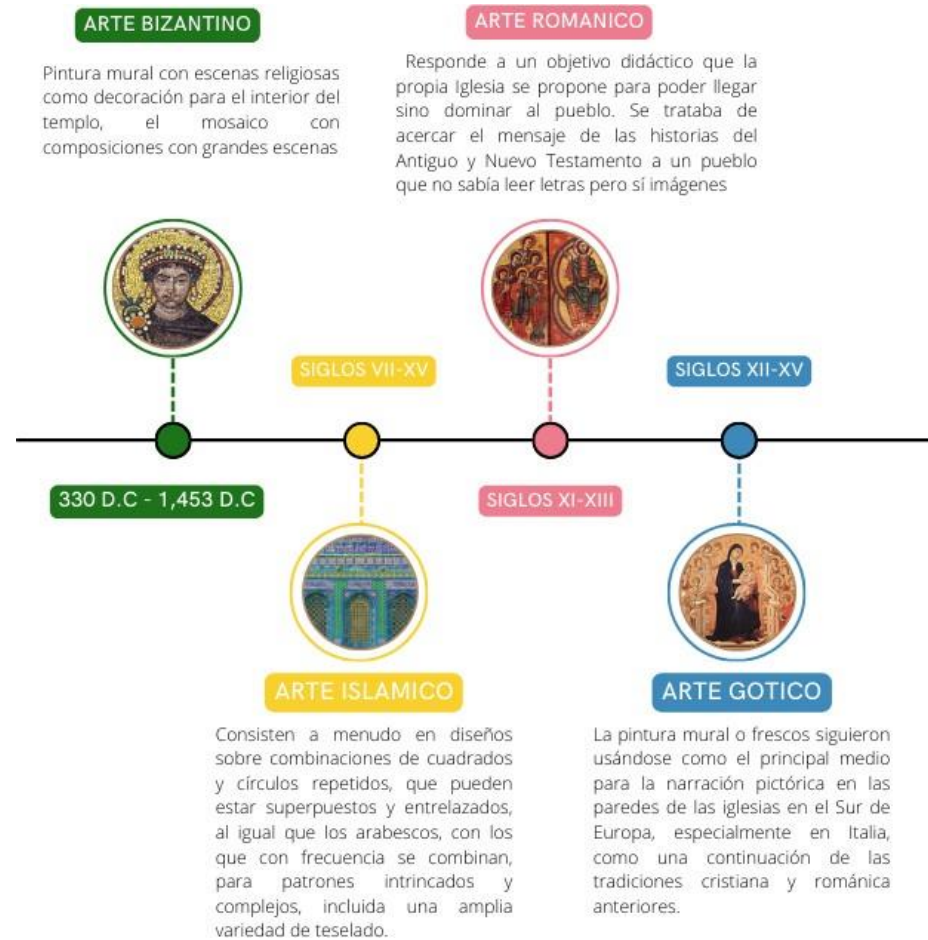 ARTE BIZANTINO
Pintura mural con escenas religiosas
como decoración para el interior del
templo, el mosaico con
composiciones con grandes escenas
ARTE ROMANICO
Responde a un objetivo didáctico que la
propia Iglesia se propone para poder llegar
sino dominar al pueblo. Se trataba de
acercar el mensaje de las historias del
Antiguo y Nuevo Testamento a un pueblo
que no sabía leer letras pero sí imágenes
SIGLOS VII-XV
SIGLOS XII-XV
330 D.C - 1,453 D.C
SIGLOS XI-XIII
ARTE ISLAMICO
Consisten a menudo en diseños
sobre combinaciones de cuadrados
y círculos repetidos, que pueden
estar superpuestos y entrelazados,
al igual que los arabescos, con los
que con frecuencia se combinan,
para patrones intrincados y
complejos, incluida una amplia
variedad de teselado.
ARTE GOTICO
La pintura mural o frescos siguieron
usándose como el principal medio
para la narración pictórica en las
paredes de las iglesias en el Sur de
Europa, especialmente en Italia,
como una continuación de las
tradiciones cristiana y románica
anteriores.